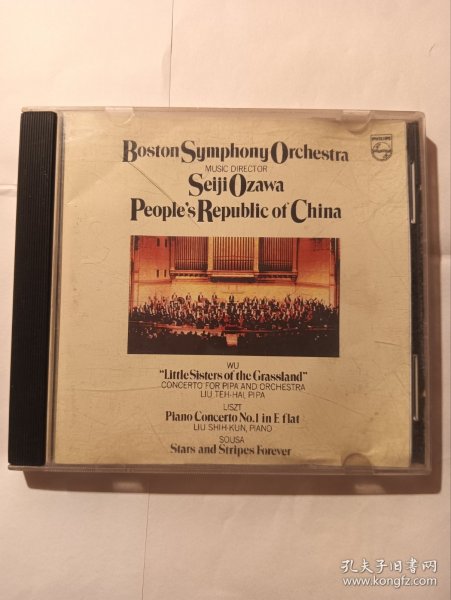 PHILIPS
Boston Symphony Orchestra
MUSIC DIRECTOR
Seiji Ozawa
People's Republic of China
WU
"Little Sisters of the Grassland"
CONCERTO FOR PIPA AND ORCHESTRA
LIU TEH-HAI, PIPA
LISZT
Piano Concerto No.1 in E flat
LIU SHIH-KUN, PIANO
SOUSA
Stars and Stripes Forever
孔夫子旧书网
www.kongfz.com